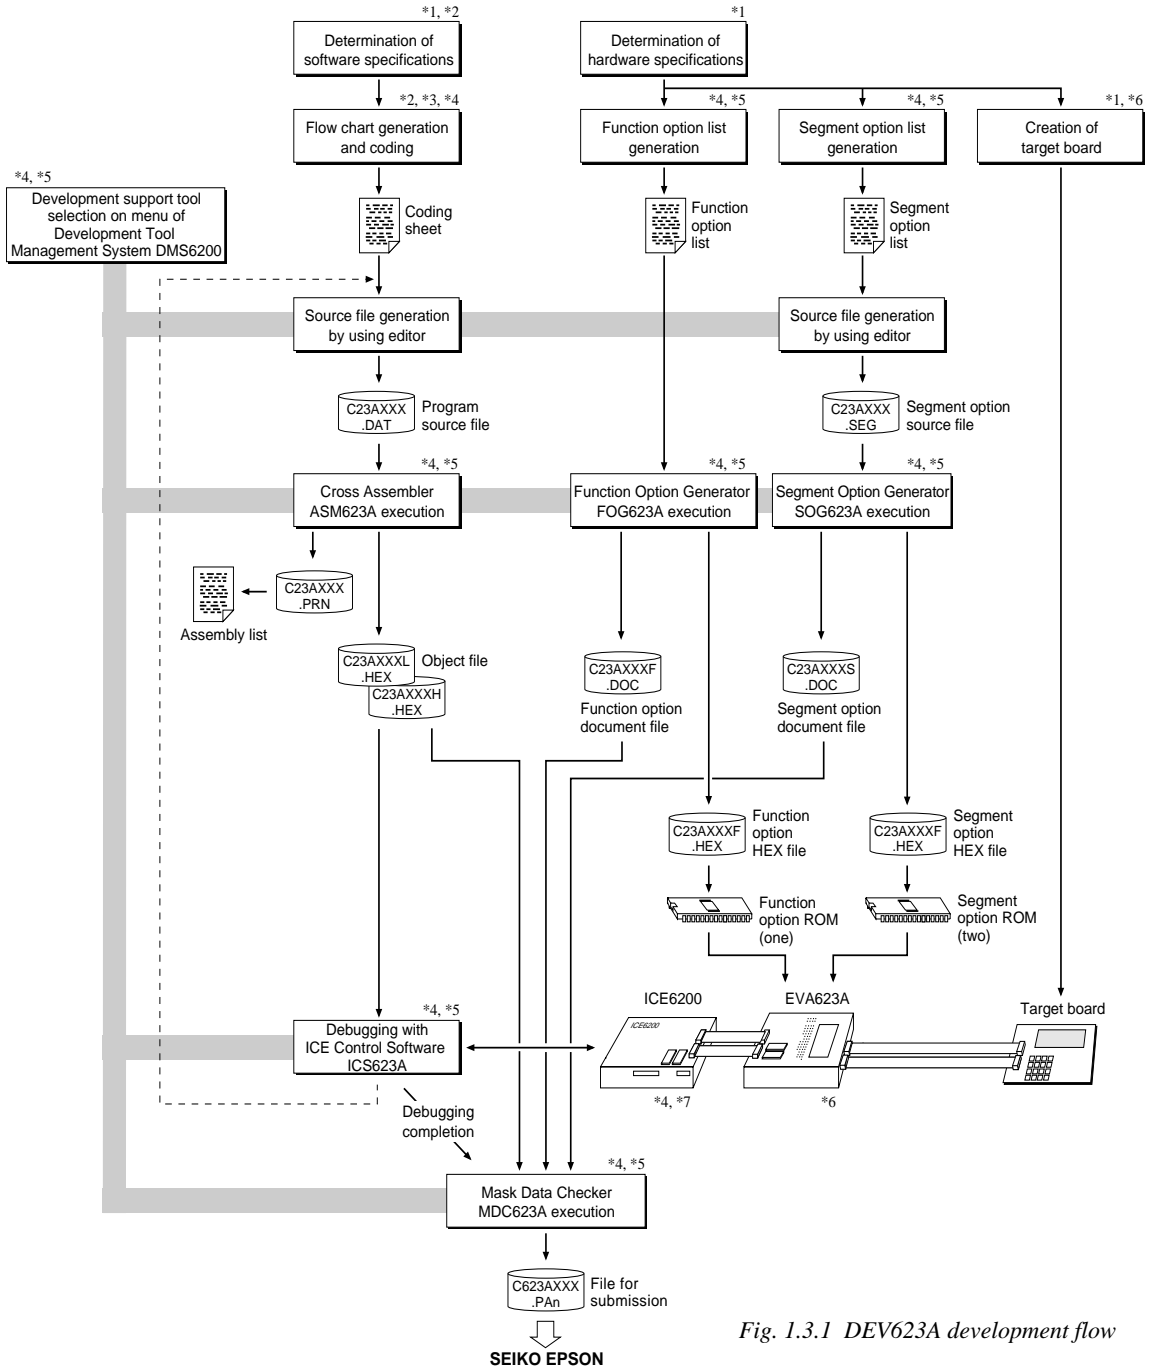 *1, *2
Determination of
software specifications
*1
Determination of
hardware specifications
*2, *3, *4
Flow chart generation
and coding
*4, *5
Function option list
generation
*4, *5
Segment option list
generation
*1, *6
Creation of
target board
*4, *5
Development support tool
selection on menu of
Development Tool
Management System DMS6200
Coding
sheet
Function
option
list
Segment
option
list
Source file generation
by using editor
Source file generation
by using editor
C23AXXX
.DAT
Program
source file
C23AXXX
.SEG
Segment option
source file
*4, *5
Cross Assembler
ASM623A execution
*4, *5
Function Option Generator
FOG623A execution
*4, *5
Segment Option Generator
SOG623A execution
C23AXXX
.PRN
Assembly list
C23AXXXL
.HEX
Object file
C23AXXXH
.HEX
C23AXXXF
.DOC
Function option
document file
C23AXXXS
.DOC
Segment option
document file
C23AXXXF
.HEX
Function
option
HEX file
C23AXXXF
.HEX
Segment
option
HEX file
Function
option ROM
(one)
Segment
option ROM
(two)
*4, *5
Debugging with
ICE Control Software
ICS623A
ICE6200
ICE6200
*4, *7
EVA623A
*6
Target board
Debugging
completion
*4, *5
Mask Data Checker
MDC623A execution
C623AXXX
.PAn
File for
submission
SEIKO EPSON
Fig. 1.3.1 DEV623A development flow